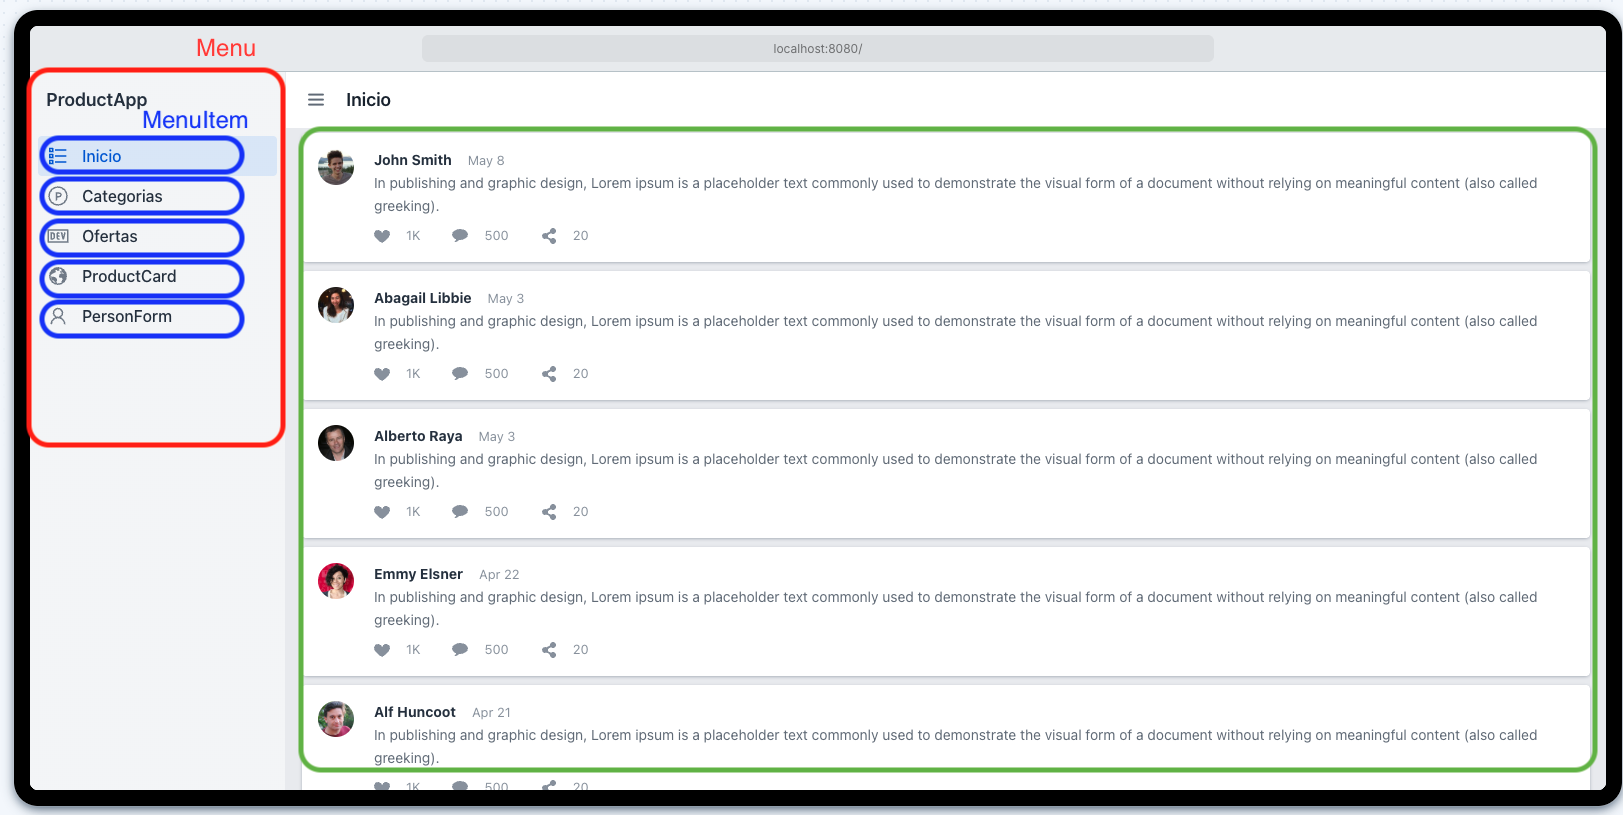 Menu
localhost:8080/
ProductApp
MenuItem
Inicio
Categorias
DEV Ofertas
ProductCard
PersonForm
Inicio
John Smith May 8
In publishing and graphic design, Lorem ipsum is a placeholder text commonly used to demonstrate the visual form of a document without relying on meaningful content (also called
greeking).
1K 500 20
Abagail Libbie May 3
In publishing and graphic design, Lorem ipsum is a placeholder text commonly used to demonstrate the visual form of a document without relying on meaningful content (also called
greeking).
1K 500 20
Alberto Raya May 3
In publishing and graphic design, Lorem ipsum is a placeholder text commonly used to demonstrate the visual form of a document without relying on meaningful content (also called
greeking).
1K 500 20
Emmy Elsner Apr 22
In publishing and graphic design, Lorem ipsum is a placeholder text commonly used to demonstrate the visual form of a document without relying on meaningful content (also called
greeking).
1K 500 20
Alf Huncoot Apr 21
In publishing and graphic design, Lorem ipsum is a placeholder text commonly used to demonstrate the visual form of a document without relying on meaningful content (also called
greeking).
1K 500 20